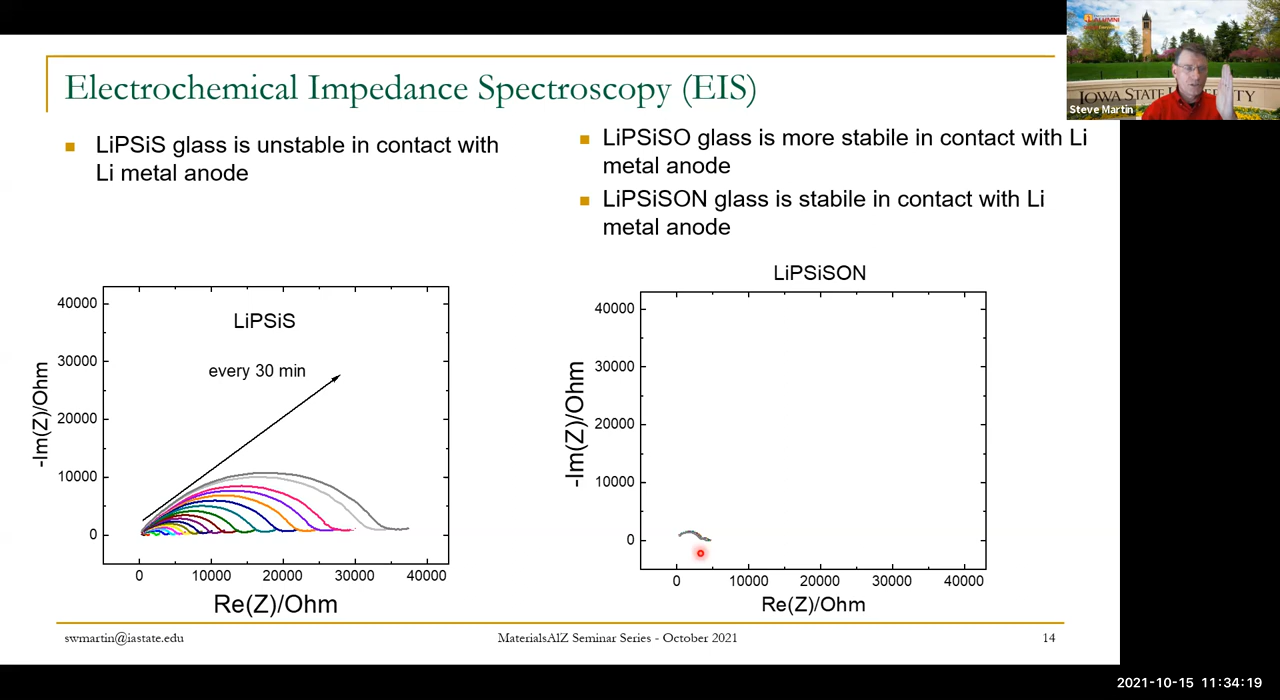 Electrochemical Impedance Spectroscopy (EIS)
LiPSiS glass is unstable in contact with
Li metal anode
LiPSiSO glass is more stabile in contact with Li
metal anode
LiPSiSON glass is stabile in contact with Li
metal anode
LiPSiS
every 30 min
40000
30000
20000
10000
0
-Im(Z)/Ohm
0 10000 20000 30000 40000
Re(Z)/Ohm
LiPSiSON
40000
30000
20000
10000
0
-Im(Z)/Ohm
0 10000 20000 30000 40000
Re(Z)/Ohm
swmartin@iastate.edu
MaterialsAlZ Seminar Series - October 2021
14
ALUMNI
IOWA STATE UNIVERSITY
Steve Martin
2021-10-15 11:34:19